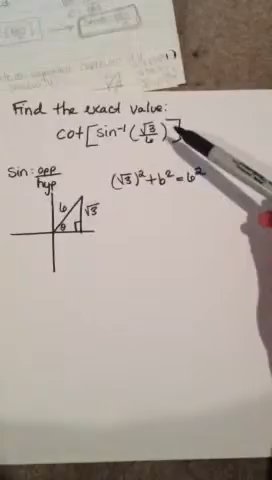 Find the exact value:
cot[sin⁻¹(√3/6)]
sin: opp/hyp
(√3)² + b² = 6²
6
√3
θ